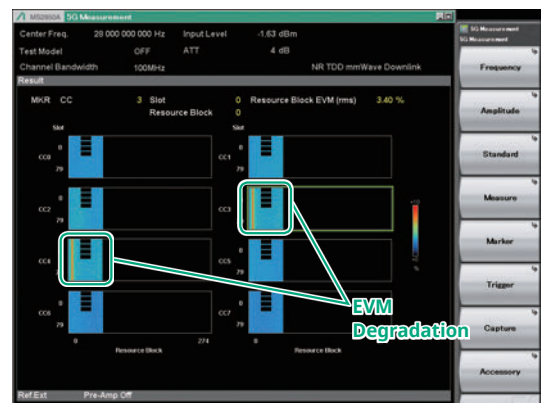 MS2850A 5G Measurement
Center Freq. 28 000 000 000 Hz Input Level -1.63 dBm
Test Model OFF ATT 4 dB
Channel Bandwidth 100MHz NR TDD mmWave Downlink
Result
MKR CC 3 Slot 0 Resource Block EVM (rms) 3.40 %
Resource Block 0
Slot Slot
0 0
CC0 CC1
79
0 0
CC2 CC3
79
0 0
CC4 CC5
79
0 0
CC6 CC7
79 79
0 274 0
Resource Block Resource Block
EVM
Degradation
Ref.Ext Pre-Amp Off
5G Measurement
5G Measurement
Frequency
Amplitude
Standard
Measure
Marker
Trigger
Capture
Accessory